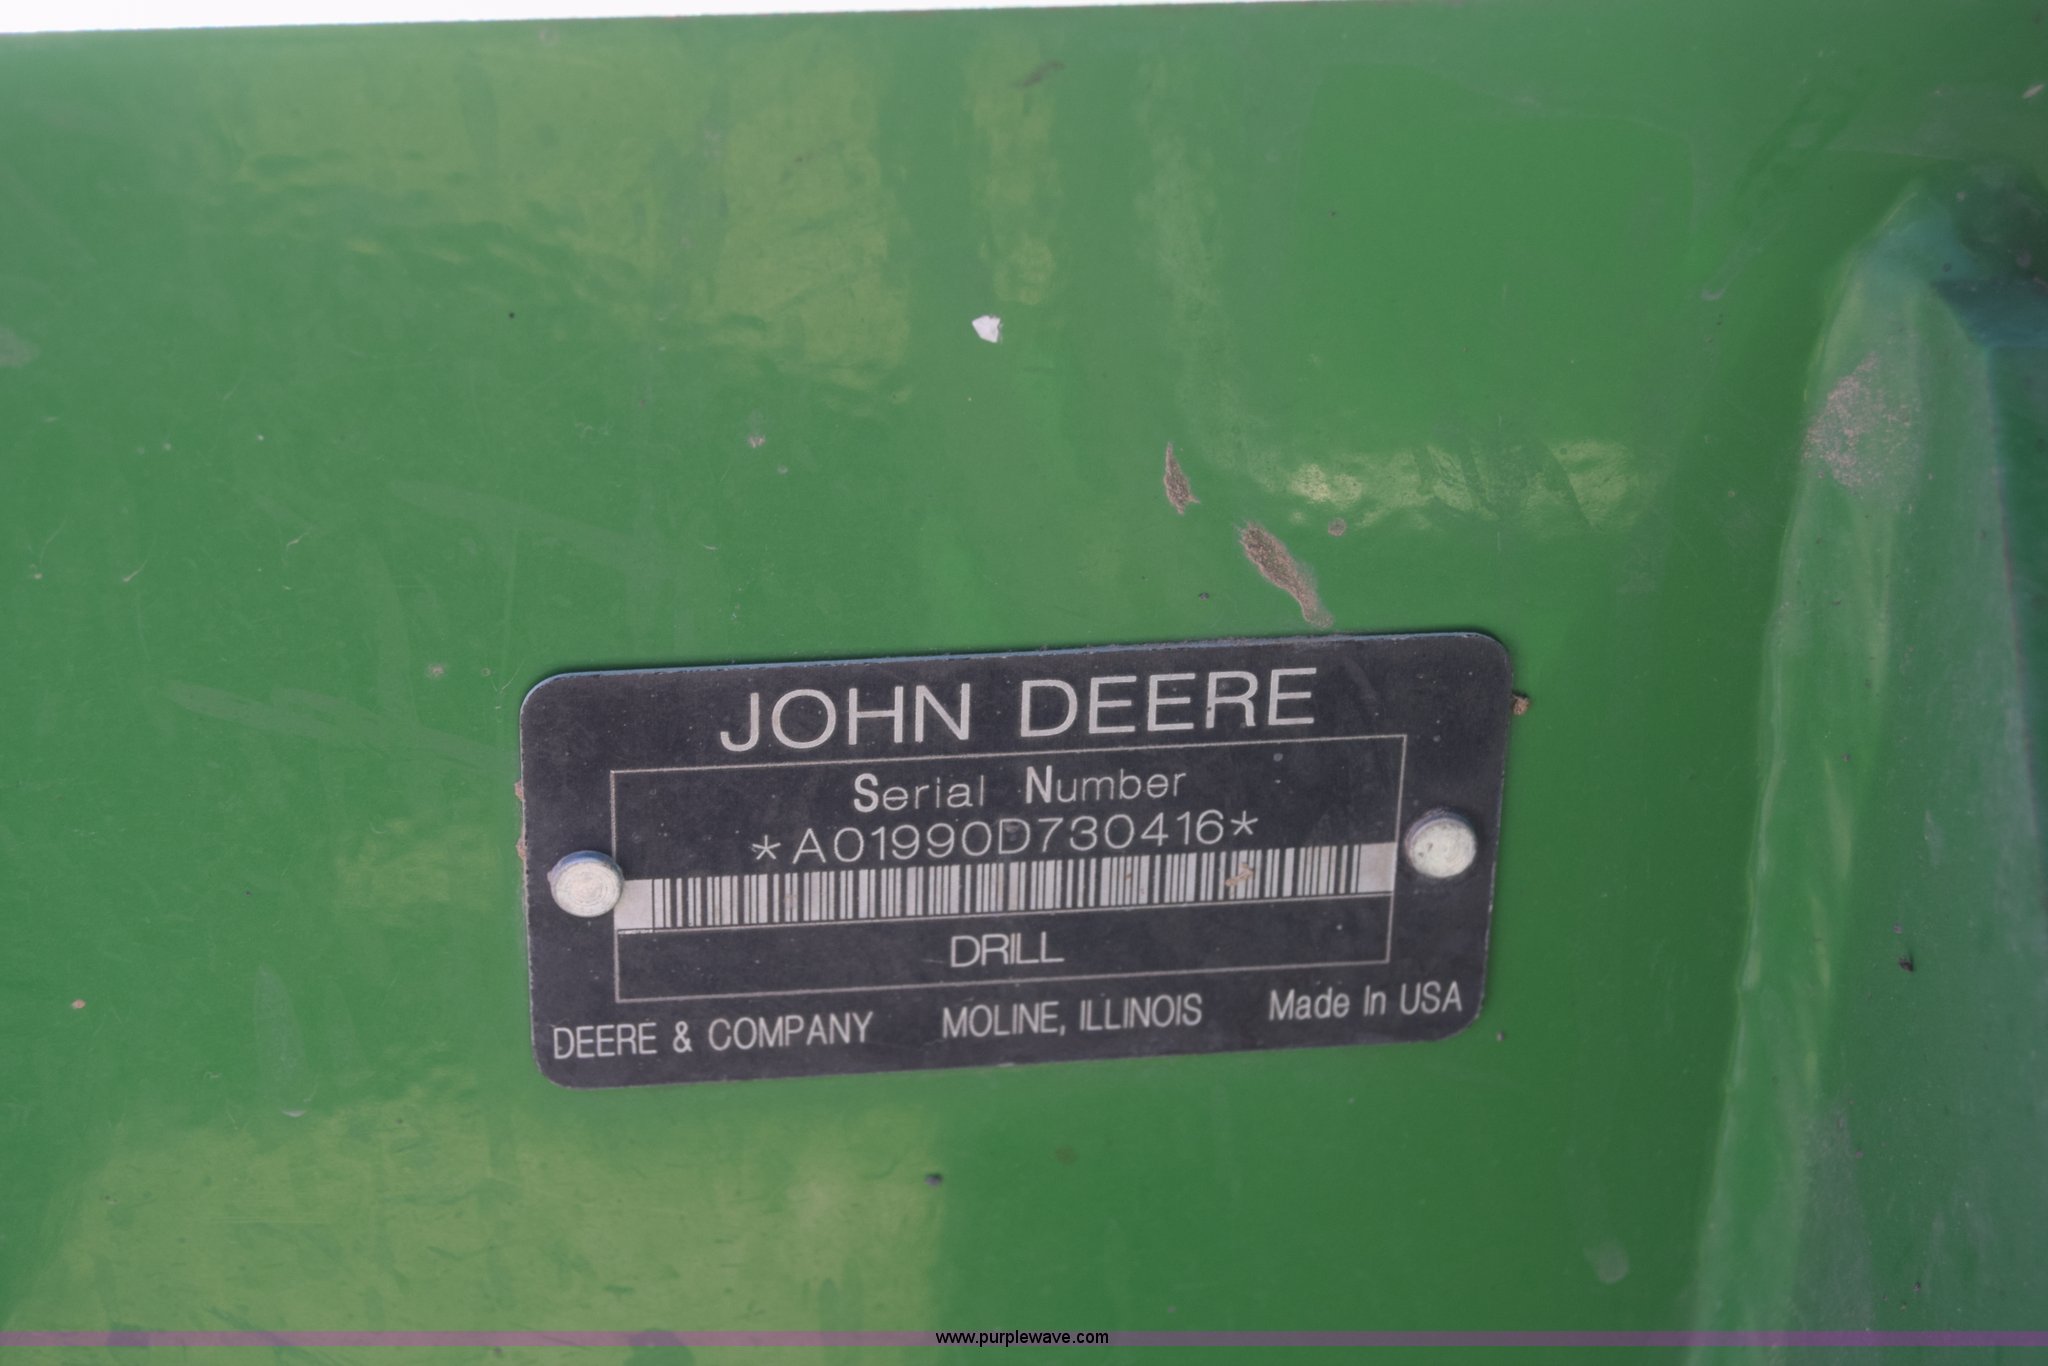 JOHN DEERE
Serial Number
*A01990D730416*
DRILL
DEERE & COMPANY MOLINE, ILLINOIS Made In USA
www.purplewave.com